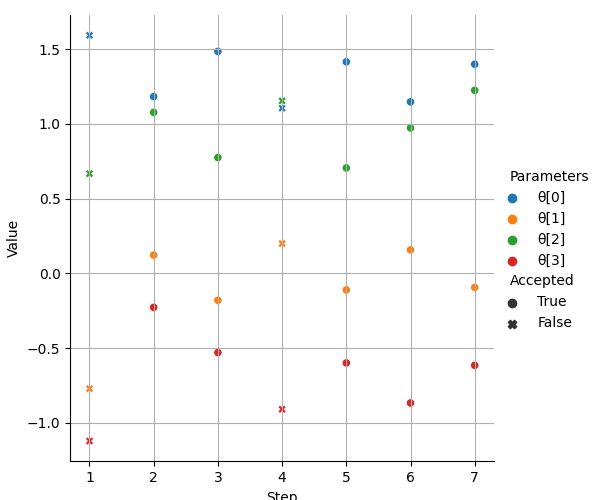 1.5
1.0
0.5
0.0
−0.5
−1.0
Value
1 2 3 4 5 6 7
Step
Parameters
θ[0]
θ[1]
θ[2]
θ[3]
Accepted
True
False